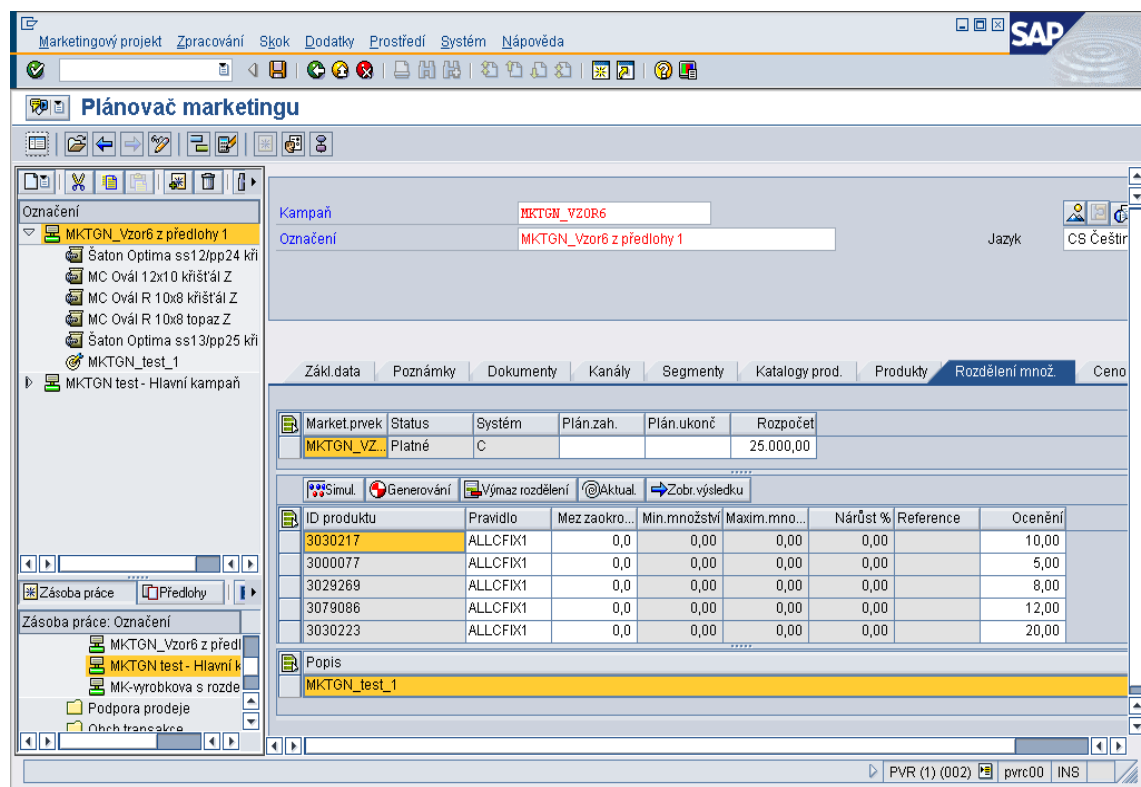 Marketingový projekt Zpracování Skok Dodatky Prostředí Systém Nápověda
SAP
Plánovač marketingu
Označení
MKTGN_Vzor6 z předlohy 1
Šaton Optima ss12/pp24 kři
MC Ovál 12x10 křišťál Z
MC Ovál R 10x8 křišťál Z
MC Ovál R 10x8 topaz Z
Šaton Optima ss13/pp25 kři
MKTGN_test_1
MKTGN test - Hlavní kampaň
Zásoba práce Předlohy
Zásoba práce: Označení
MKTGN_Vzor6 z předl
MKTGN test - Hlavní k
MK-vyrobkova s rozde
Podpora prodeje
Obch.transakce
Kampaň MKTGN_VZOR6
Označení MKTGN_Vzor6 z předlohy 1 Jazyk CS Češtin
Zákl.data Poznámky Dokumenty Kanály Segmenty Katalogy prod. Produkty Rozdělení množ. Ceno
Market.prvek Status Systém Plán.zah. Plán.ukonč Rozpočet
MKTGN_VZ... Platné C 25.000,00
Simul. Generování Výmaz rozdělení Aktual. Zobr.výsledku
ID produktu Pravidlo Mez zaokro... Min.množství Maxim.mno... Nárůst % Reference Ocenění
3030217 ALLCFIX1 0,0 0,00 0,00 0,00 10,00
3000077 ALLCFIX1 0,0 0,00 0,00 0,00 5,00
3029269 ALLCFIX1 0,0 0,00 0,00 0,00 8,00
3079086 ALLCFIX1 0,0 0,00 0,00 0,00 12,00
3030223 ALLCFIX1 0,0 0,00 0,00 0,00 20,00
Popis
MKTGN_test_1
PVR (1) (002) pvrc00 INS